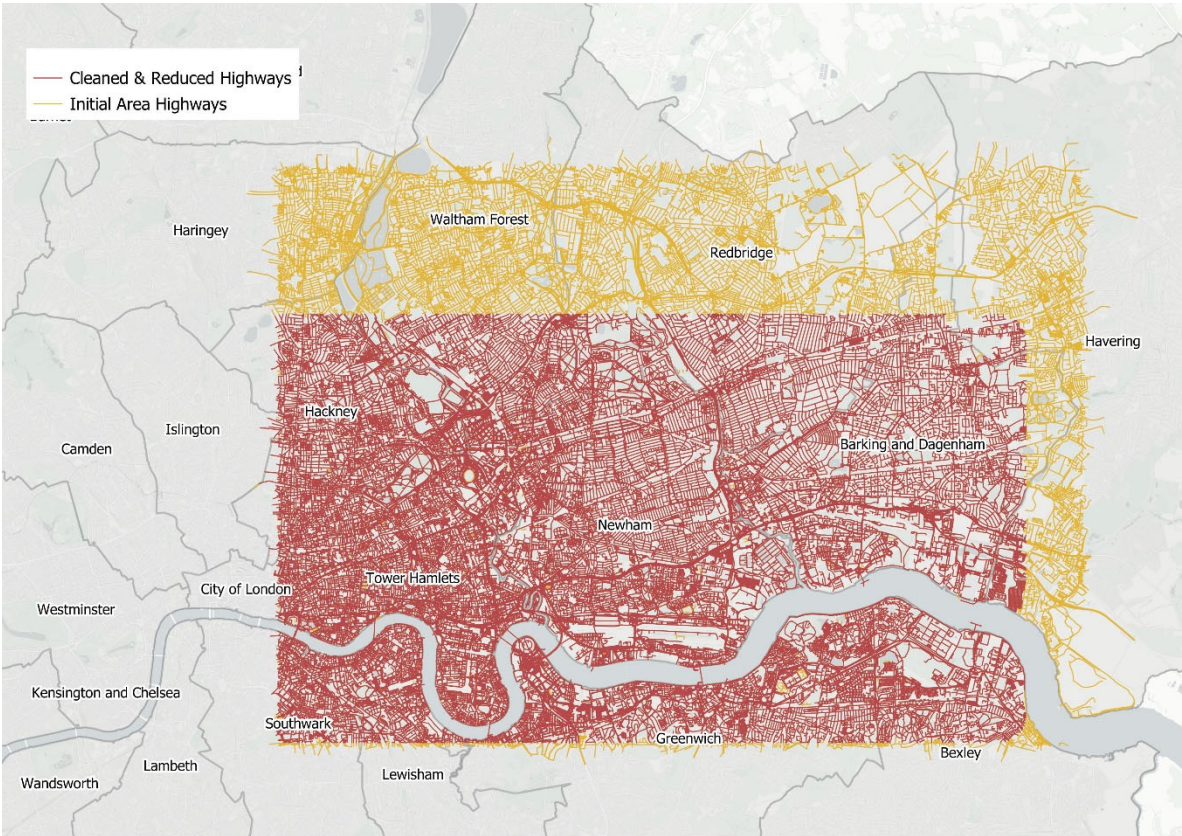 Cleaned & Reduced Highways
Initial Area Highways
Waltham Forest
Haringey
Redbridge
Havering
Hackney
Islington
Camden
Barking and Dagenham
Newham
Tower Hamlets
City of London
Westminster
Kensington and Chelsea
Southwark
Greenwich
Bexley
Lambeth
Lewisham
Wandsworth